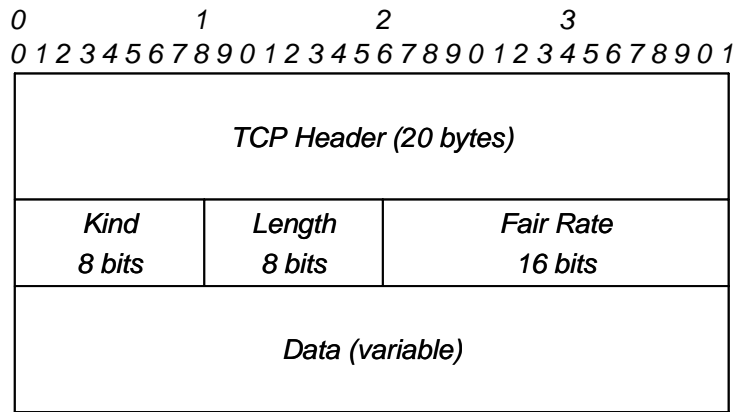 0 1 2 3
0 1 2 3 4 5 6 7 8 9 0 1 2 3 4 5 6 7 8 9 0 1 2 3 4 5 6 7 8 9 0 1
TCP Header (20 bytes)
Kind Length Fair Rate
8 bits 8 bits 16 bits
Data (variable)